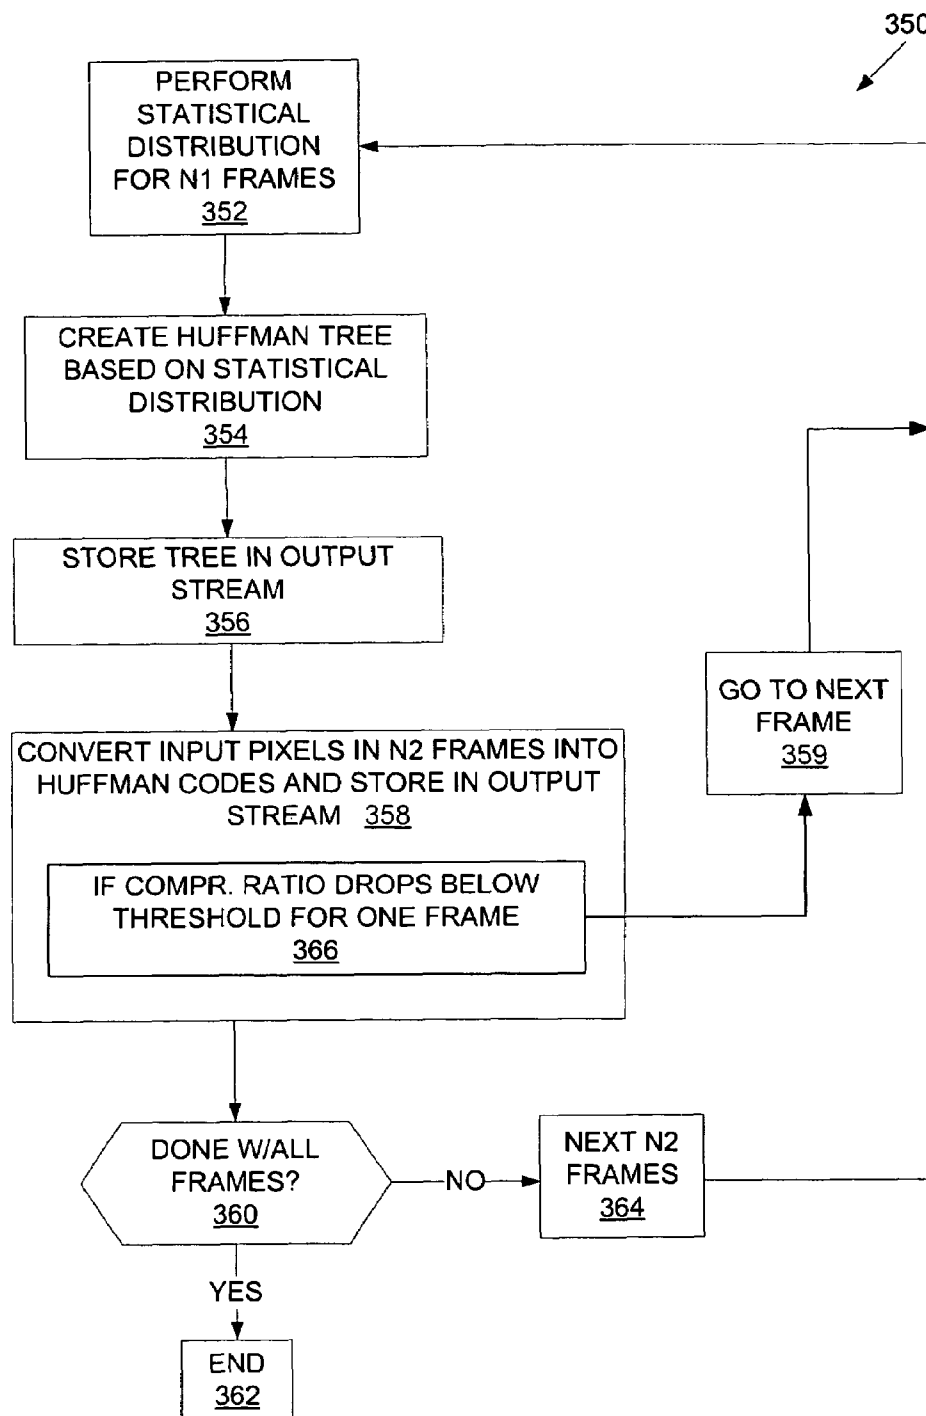 350
PERFORM
STATISTICAL
DISTRIBUTION
FOR N1 FRAMES
352
CREATE HUFFMAN TREE
BASED ON STATISTICAL
DISTRIBUTION
354
STORE TREE IN OUTPUT
STREAM
356
GO TO NEXT
FRAME
359
CONVERT INPUT PIXELS IN N2 FRAMES INTO
HUFFMAN CODES AND STORE IN OUTPUT
STREAM 358
IF COMPR. RATIO DROPS BELOW
THRESHOLD FOR ONE FRAME
366
DONE W/ALL
FRAMES?
360
NO
NEXT N2
FRAMES
364
YES
END
362